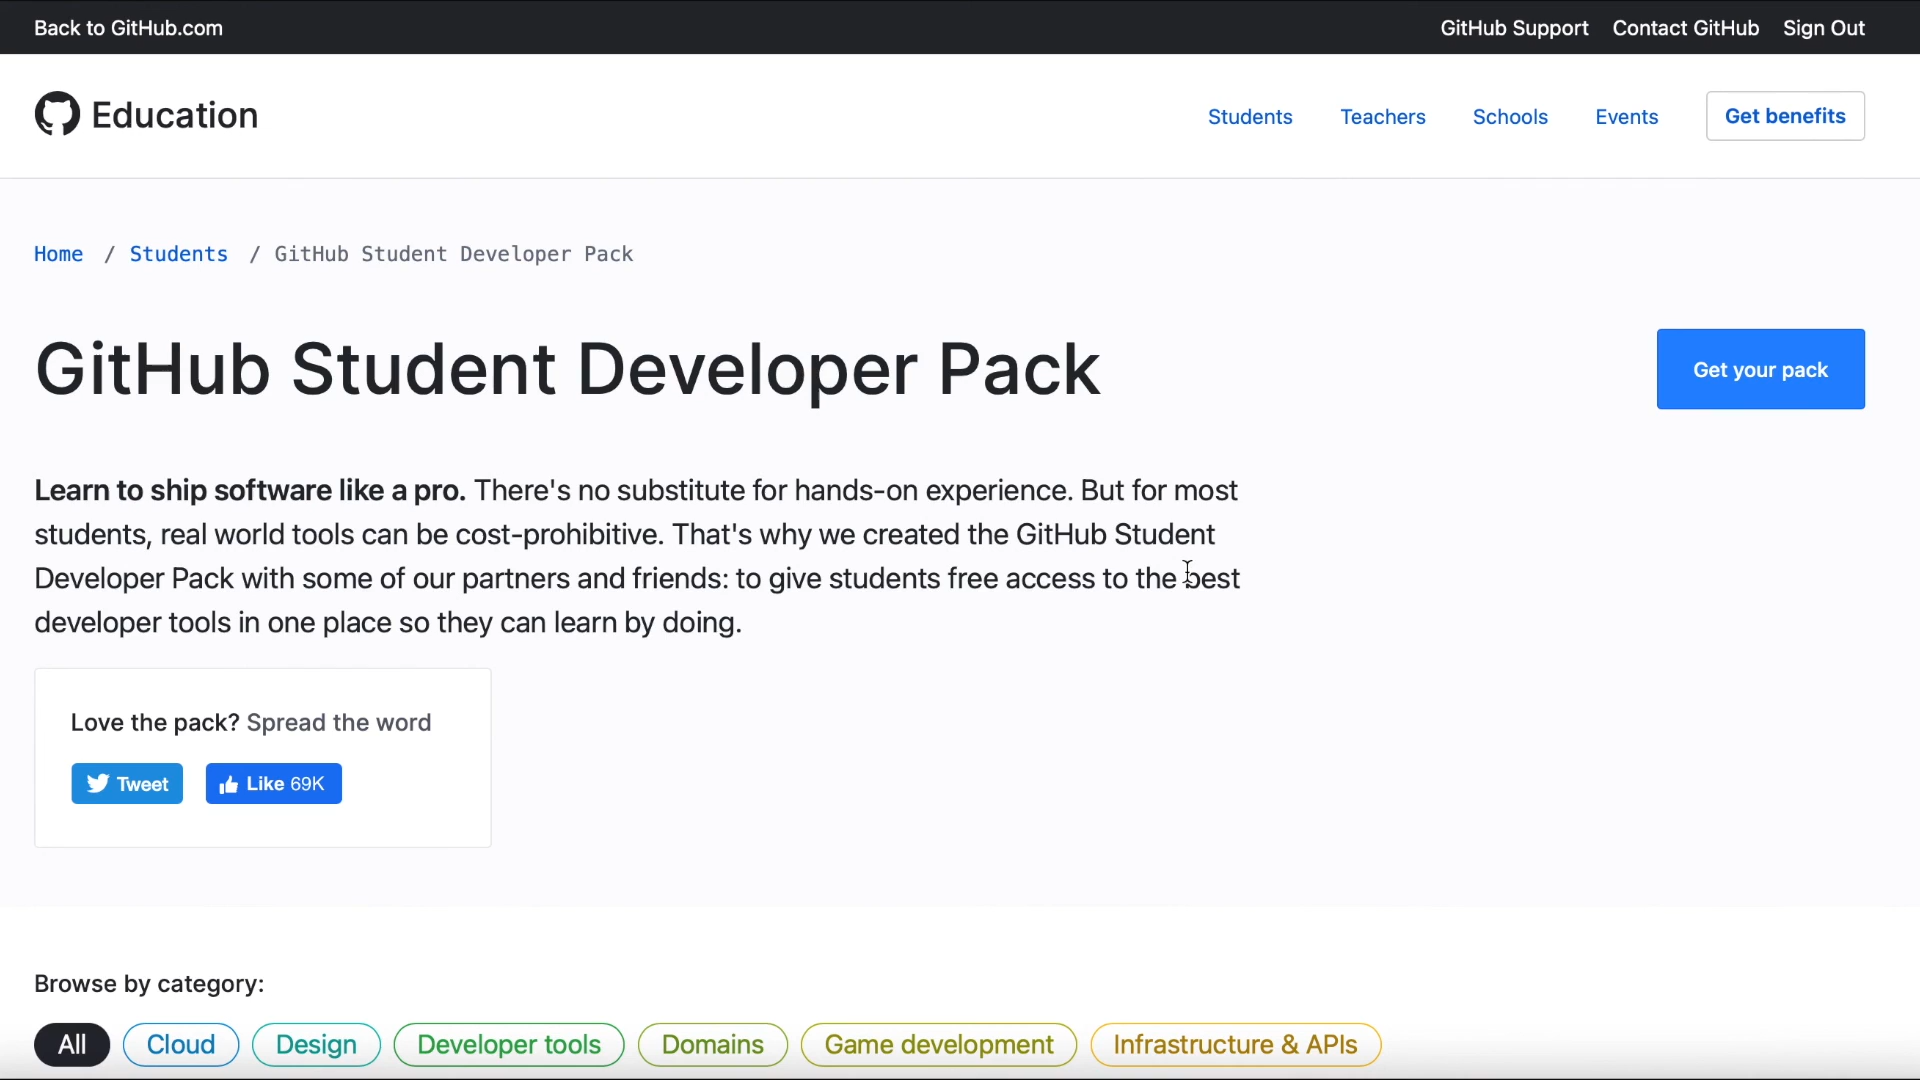 Back to GitHub.com
GitHub Support Contact GitHub Sign Out
Education
Students Teachers Schools Events Get benefits
Home / Students / GitHub Student Developer Pack
GitHub Student Developer Pack
Get your pack
Learn to ship software like a pro. There's no substitute for hands-on experience. But for most
students, real world tools can be cost-prohibitive. That's why we created the GitHub Student
Developer Pack with some of our partners and friends: to give students free access to the best
developer tools in one place so they can learn by doing.
Love the pack? Spread the word
Tweet Like 69K
Browse by category:
All Cloud Design Developer tools Domains Game development Infrastructure & APIs